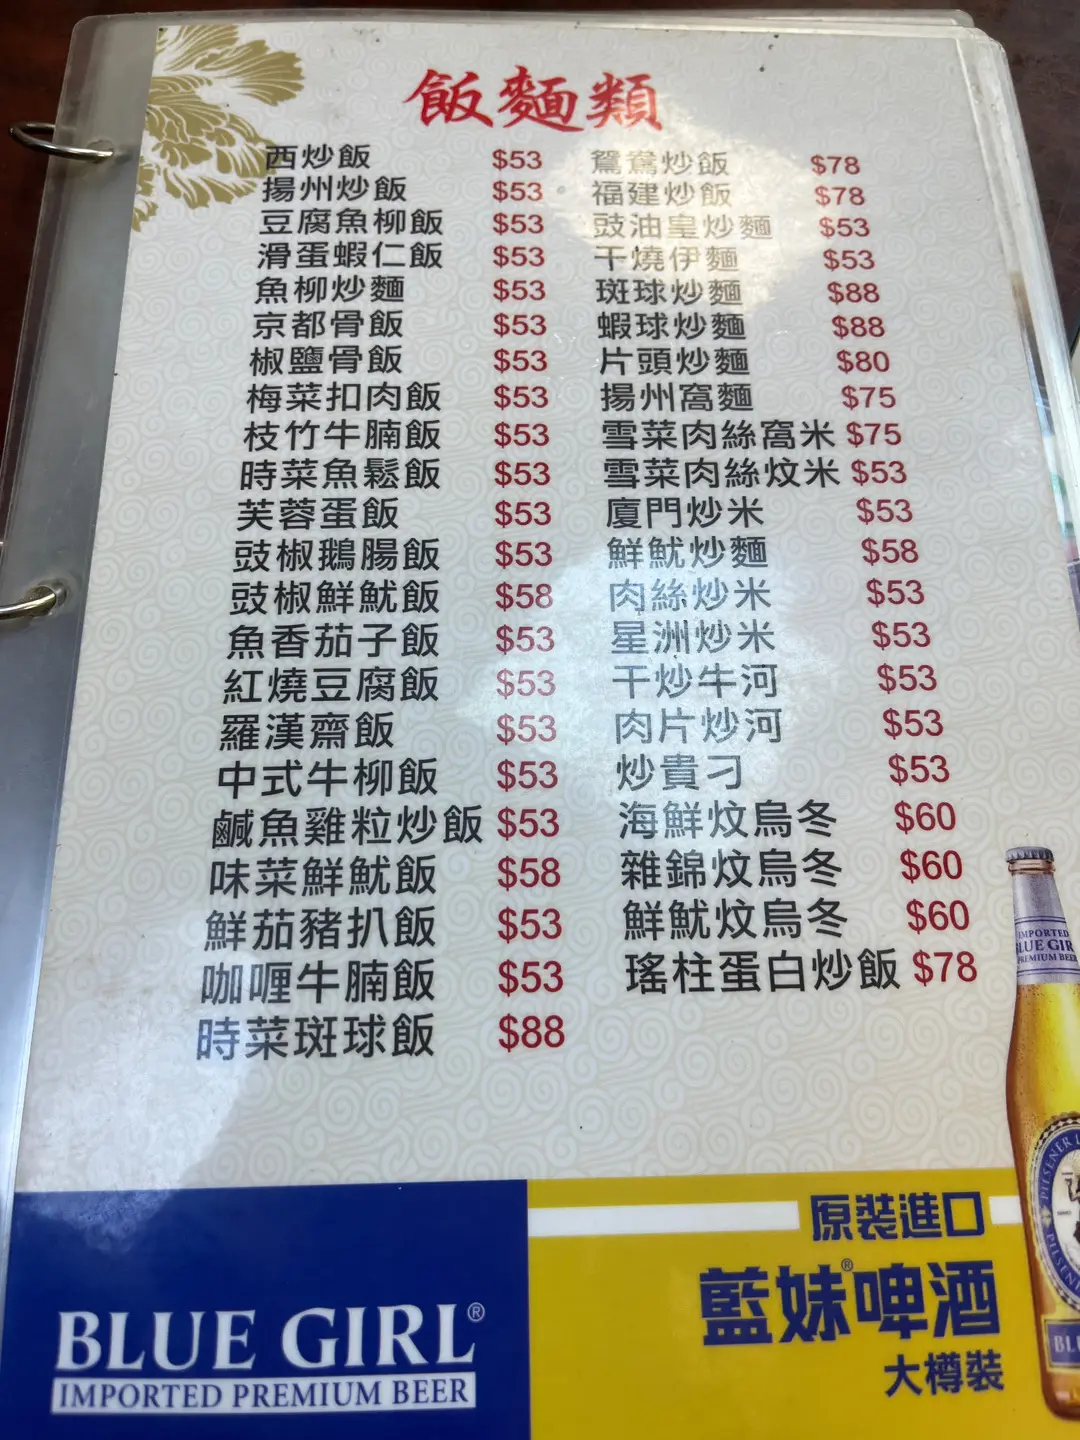 飯麵類
西炒飯 $53
揚州炒飯 $53
豆腐魚柳飯 $53
滑蛋蝦仁飯 $53
魚柳炒麵 $53
京都骨飯 $53
椒鹽骨飯 $53
梅菜扣肉飯 $53
枝竹牛腩飯 $53
時菜魚鬆飯 $53
芙蓉蛋飯 $53
豉椒鵝腸飯 $53
豉椒鮮魷飯 $58
魚香茄子飯 $53
紅燒豆腐飯 $53
羅漢齋飯 $53
中式牛柳飯 $53
鹹魚雞粒炒飯 $53
味菜鮮魷飯 $58
鮮茄豬扒飯 $53
咖喱牛腩飯 $53
時菜斑球飯 $88
鴛鴦炒飯 $78
福建炒飯 $78
豉油皇炒麵 $53
干燒伊麵 $53
斑球炒麵 $88
蝦球炒麵 $88
片頭炒麵 $80
揚州窩麵 $75
雪菜肉絲窩米 $75
雪菜肉絲炆米 $53
廈門炒米 $53
鮮魷炒麵 $58
肉絲炒米 $53
星洲炒米 $53
干炒牛河 $53
肉片炒河 $53
炒貴刁 $53
海鮮炆烏冬 $60
雜錦炆烏冬 $60
鮮魷炆烏冬 $60
瑤柱蛋白炒飯 $78
BLUE GIRL®
IMPORTED PREMIUM BEER
原裝進口
藍妹®啤酒
大樽裝
IMPORTED
BLUE GIR
PREMIUM BEE
PILSENER